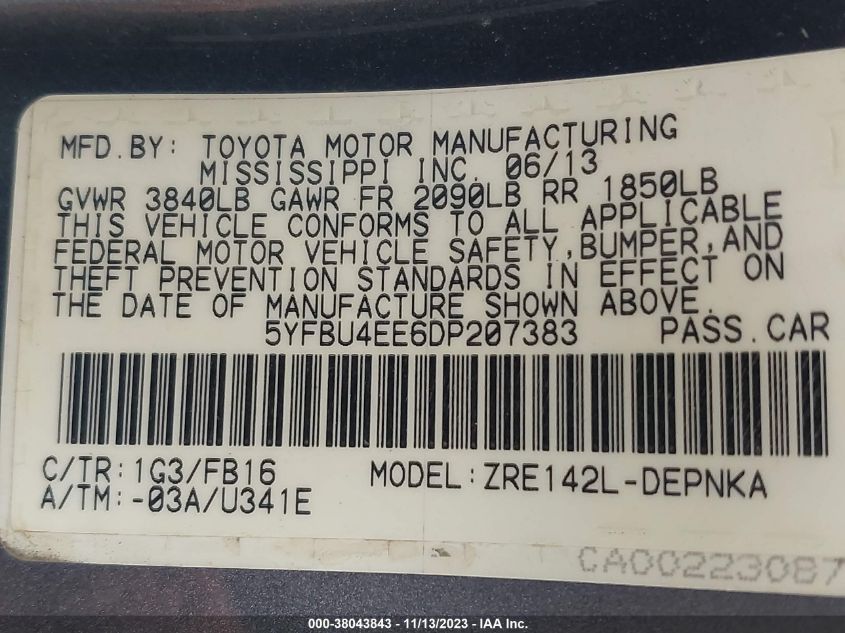 MFD.BY: TOYOTA MOTOR MANUFACTURING
MISSISSIPPI INC. 06/13
GVWR 3840LB GAWR FR 2090LB RR 1850LB
THIS VEHICLE CONFORMS TO ALL APPLICABLE
FEDERAL MOTOR VEHICLE SAFETY,BUMPER,AND
THEFT PREVENTION STANDARDS IN EFFECT ON
THE DATE OF MANUFACTURE SHOWN ABOVE.
5YFBU4EE6DP207383 PASS.CAR
C/TR:1G3/FB16 MODEL:ZRE142L-DEPNKA
A/TM:-03A/U341E
CA00223087
000-38043843 - 11/13/2023 - IAA Inc.